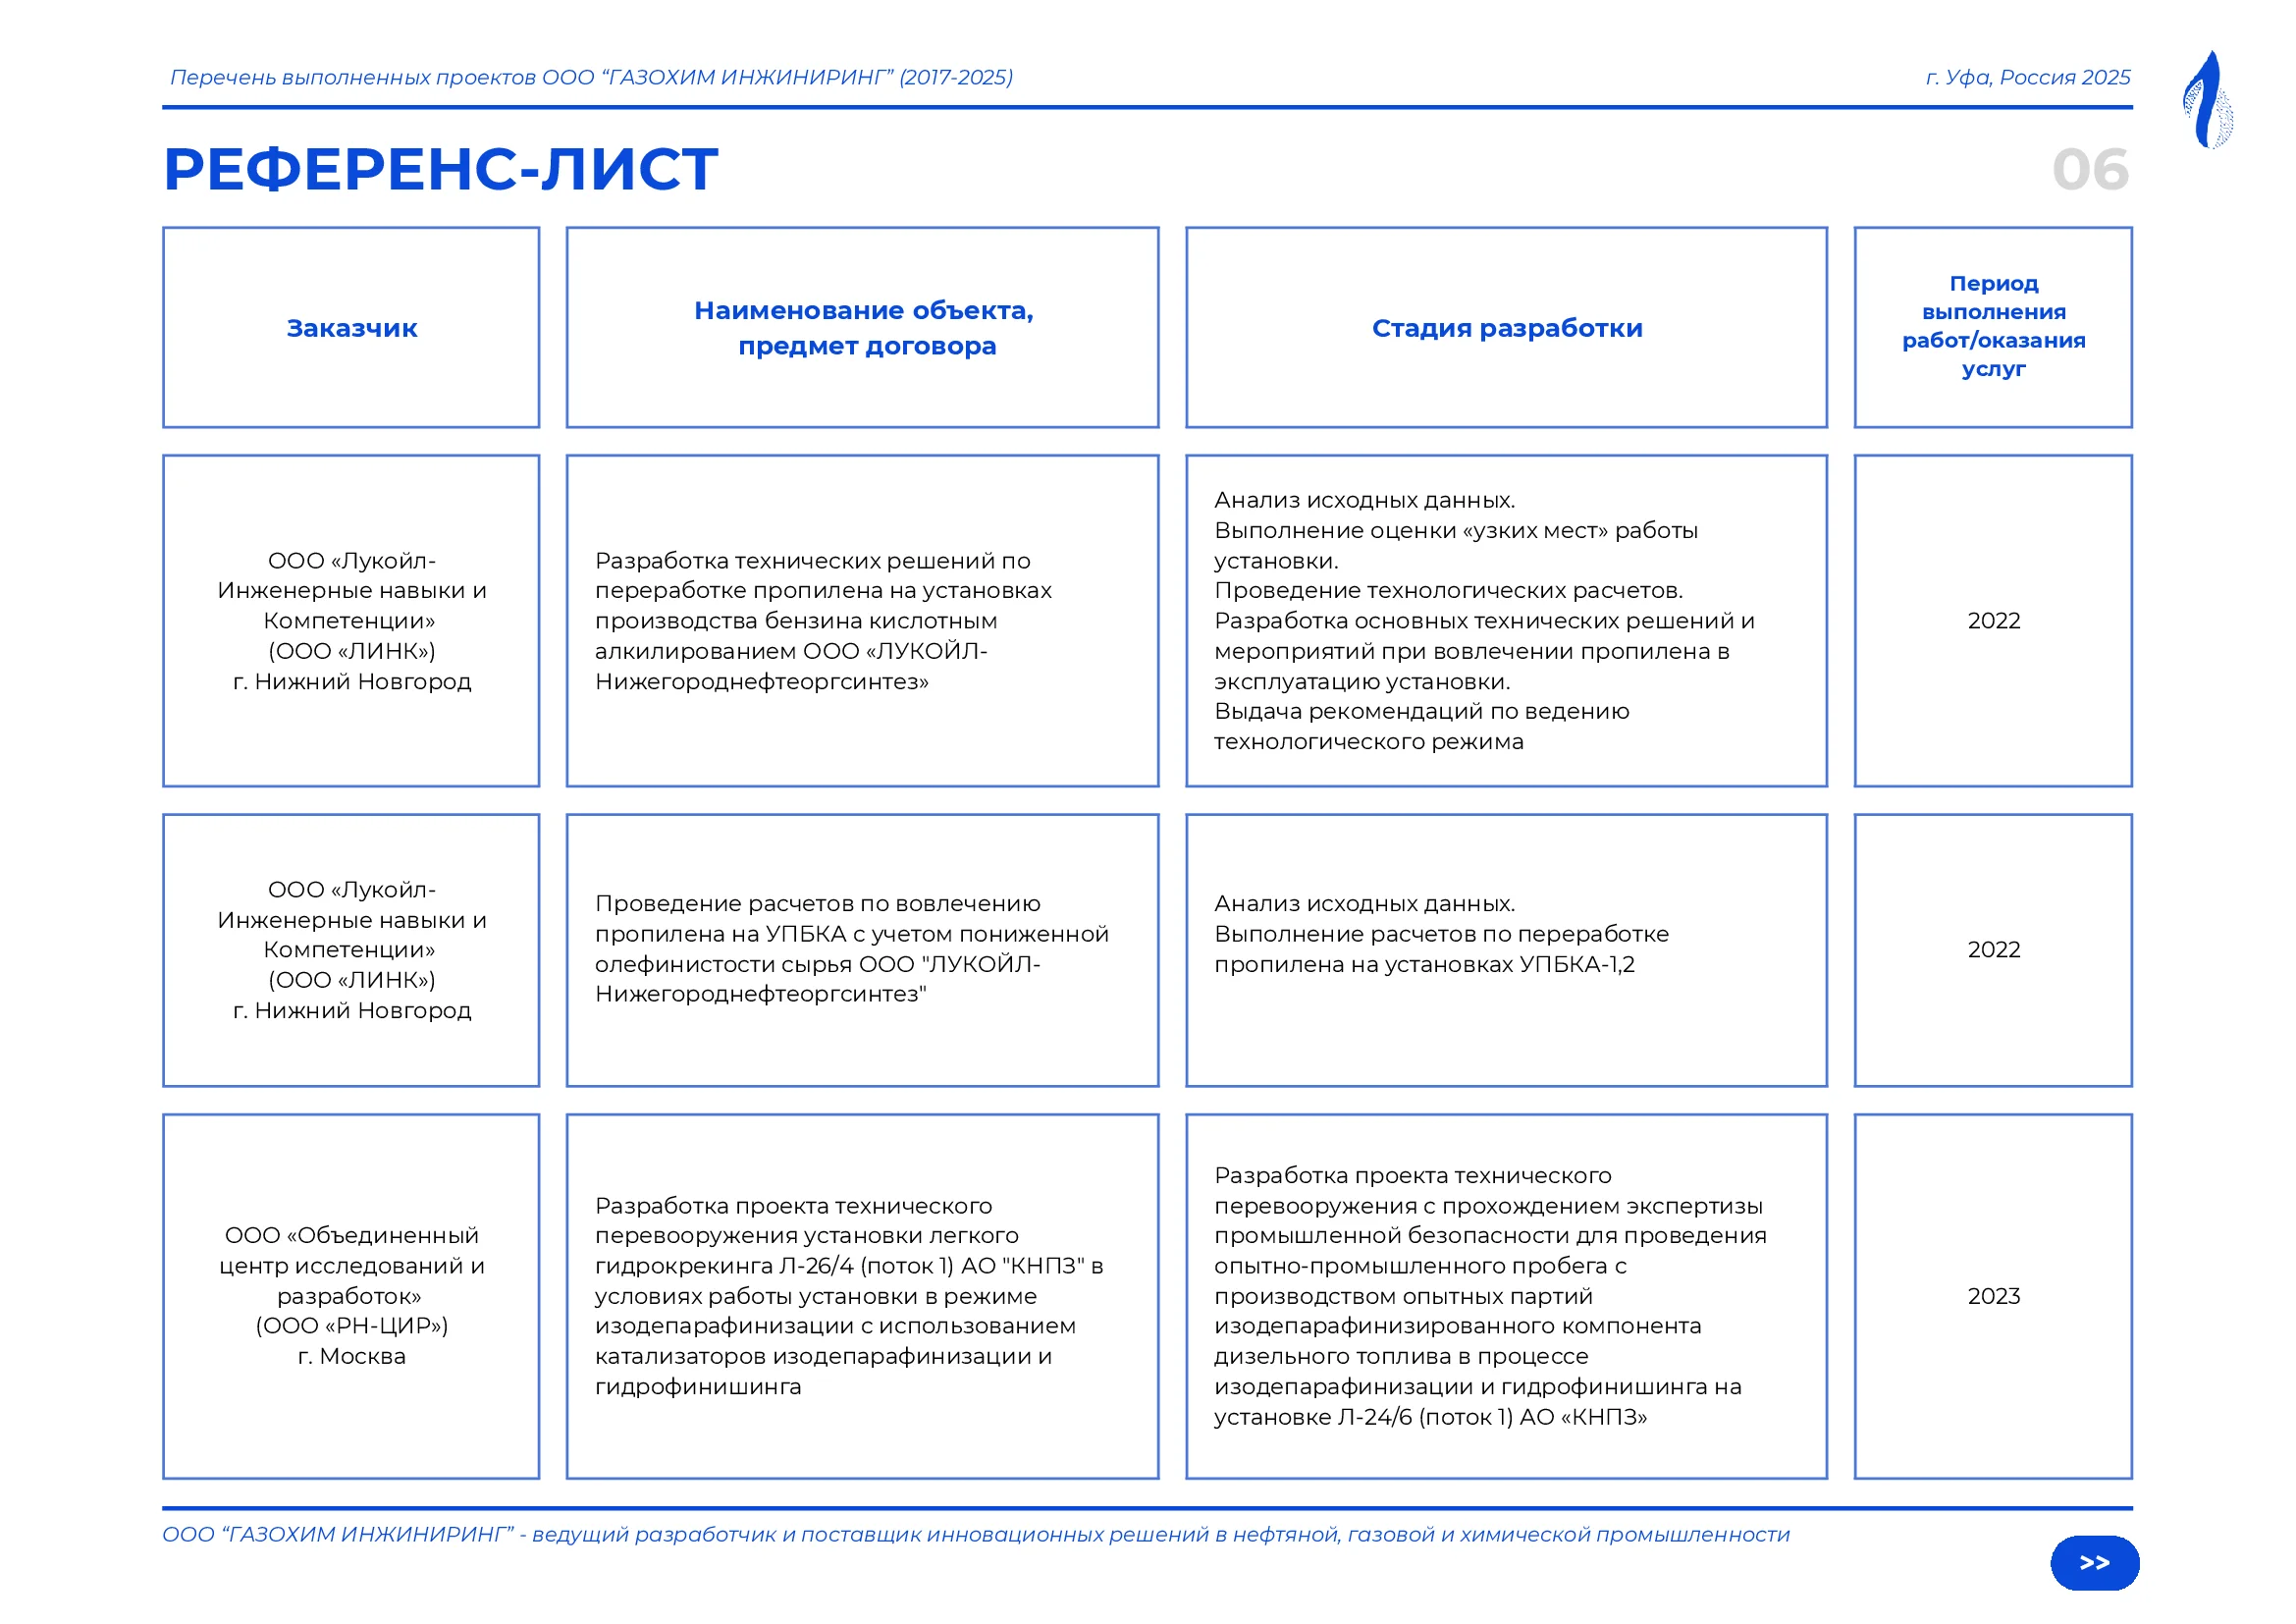 Перечень выполненных проектов ООО “ГАЗОХИМ ИНЖИНИРИНГ” (2017-2025)
г. Уфа, Россия 2025
РЕФЕРЕНС-ЛИСТ
06
Заказчик
Наименование объекта,
предмет договора
Стадия разработки
Период
выполнения
работ/оказания
услуг
ООО «Лукойл-
Инженерные навыки и
Компетенции»
(ООО «ЛИНК»)
г. Нижний Новгород
Разработка технических решений по
переработке пропилена на установках
производства бензина кислотным
алкилированием ООО «ЛУКОЙЛ-
Нижегороднефтеоргсинтез»
Анализ исходных данных.
Выполнение оценки «узких мест» работы
установки.
Проведение технологических расчетов.
Разработка основных технических решений и
мероприятий при вовлечении пропилена в
эксплуатацию установки.
Выдача рекомендаций по ведению
технологического режима
2022
ООО «Лукойл-
Инженерные навыки и
Компетенции»
(ООО «ЛИНК»)
г. Нижний Новгород
Проведение расчетов по вовлечению
пропилена на УПБКА с учетом пониженной
олефинистости сырья ООО "ЛУКОЙЛ-
Нижегороднефтеоргсинтез"
Анализ исходных данных.
Выполнение расчетов по переработке
пропилена на установках УПБКА-1,2
2022
ООО «Объединенный
центр исследований и
разработок»
(ООО «РН-ЦИР»)
г. Москва
Разработка проекта технического
перевооружения установки легкого
гидрокрекинга Л-26/4 (поток 1) АО "КНПЗ" в
условиях работы установки в режиме
изодепарафинизации с использованием
катализаторов изодепарафинизации и
гидрофинишинга
Разработка проекта технического
перевооружения с прохождением экспертизы
промышленной безопасности для проведения
опытно-промышленного пробега с
производством опытных партий
изодепарафинизированного компонента
дизельного топлива в процессе
изодепарафинизации и гидрофинишинга на
установке Л-24/6 (поток 1) АО «КНПЗ»
2023
ООО “ГАЗОХИМ ИНЖИНИРИНГ” - ведущий разработчик и поставщик инновационных решений в нефтяной, газовой и химической промышленности
>>